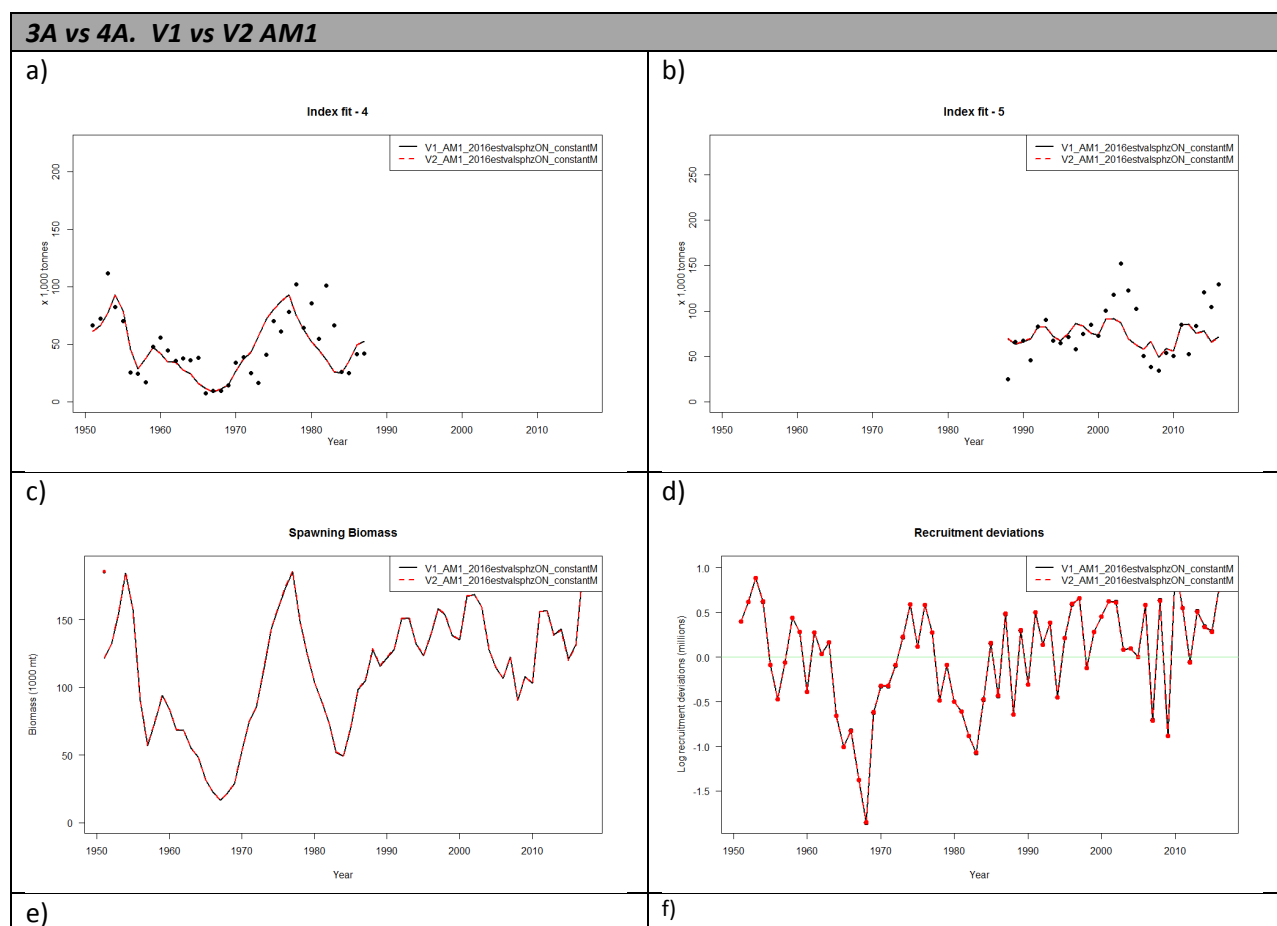 3A vs 4A. V1 vs V2 AM1
a)
Index fit - 4
V1_AM1_2016estvalsphzON_constantM
V2_AM1_2016estvalsphzON_constantM
x 1,000 tonnes
0
50
100
150
200
1950
1960
1970
1980
1990
2000
2010
Year
b)
Index fit - 5
V1_AM1_2016estvalsphzON_constantM
V2_AM1_2016estvalsphzON_constantM
x 1,000 tonnes
0
50
100
150
200
250
1950
1960
1970
1980
1990
2000
2010
Year
c)
Spawning Biomass
V1_AM1_2016estvalsphzON_constantM
V2_AM1_2016estvalsphzON_constantM
Biomass (1000 mt)
0
50
100
150
1950
1960
1970
1980
1990
2000
2010
Year
d)
Recruitment deviations
V1_AM1_2016estvalsphzON_constantM
V2_AM1_2016estvalsphzON_constantM
Log recruitment deviations (millions)
1.0
0.5
0.0
-0.5
-1.0
-1.5
1950
1960
1970
1980
1990
2000
2010
Year
e)
f)